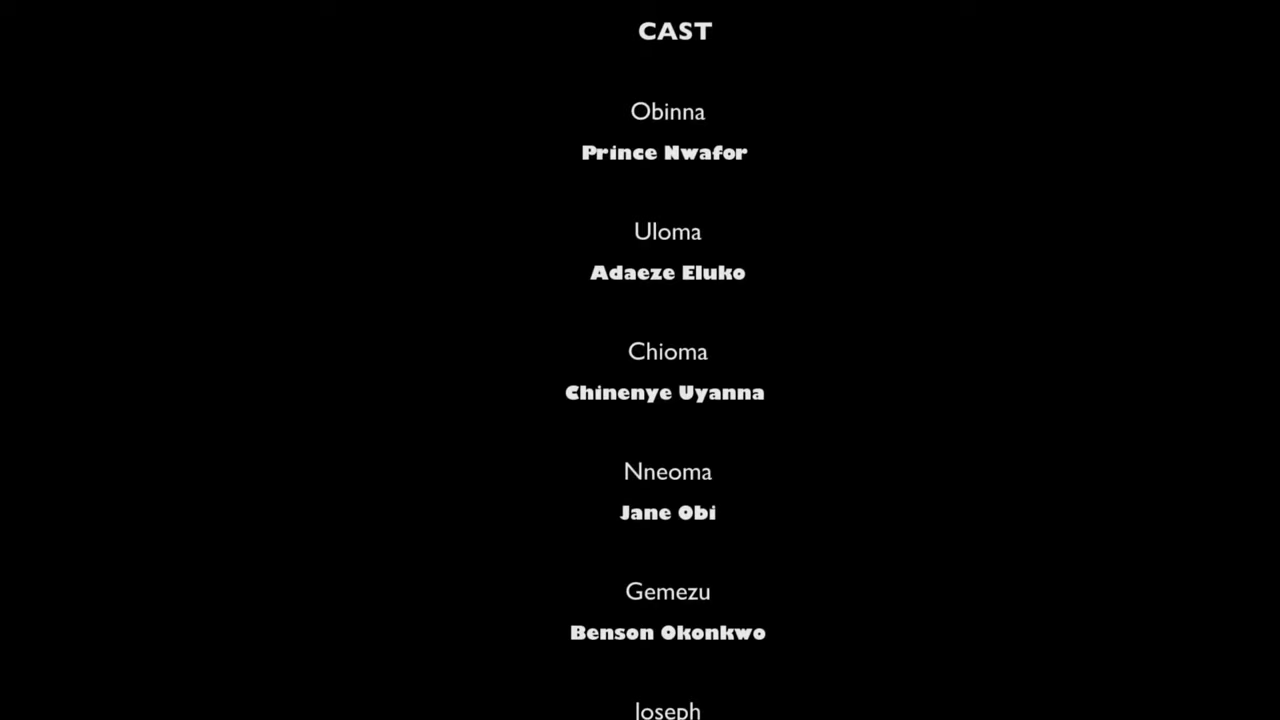 CAST
Obinna
Prince Nwafor
Uloma
Adaeze Eluko
Chioma
Chinenye Uyanna
Nneoma
Jane Obi
Gemezu
Benson Okonkwo
Joseph